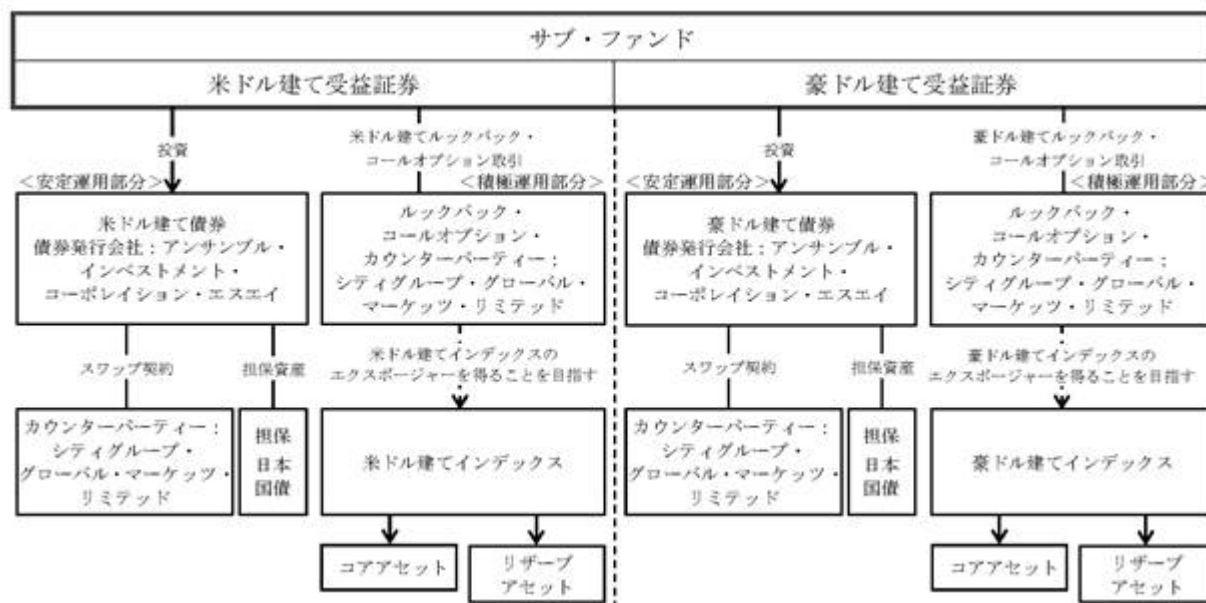 サブ・ファンド
米ドル建て受益証券
豪ドル建て受益証券
投資
米ドル建てルックバック・
コールオプション取引
＜安定運用部分＞
＜積極運用部分＞
米ドル建て債券
債券発行会社：アンサンブル・
インベストメント・
コーポレイション・エスエイ
ルックバック・
コールオプション・
カウンターパーティー：
シティグループ・グローバル・
マーケッツ・リミテッド
スワップ契約
担保資産
米ドル建てインデックスの
エクスポージャーを得ることを目指す
カウンターパーティー：
シティグループ・
グローバル・マーケッツ・
リミテッド
担保
日本
国債
米ドル建てインデックス
コアアセット
リザーブ
アセット
投資
豪ドル建てルックバック・
コールオプション取引
＜安定運用部分＞
＜積極運用部分＞
豪ドル建て債券
債券発行会社：アンサンブル・
インベストメント・
コーポレイション・エスエイ
ルックバック・
コールオプション・
カウンターパーティー：
シティグループ・グローバル・
マーケッツ・リミテッド
スワップ契約
担保資産
豪ドル建てインデックスの
エクスポージャーを得ることを目指す
カウンターパーティー：
シティグループ・
グローバル・マーケッツ・
リミテッド
担保
日本
国債
豪ドル建てインデックス
コアアセット
リザーブ
アセット